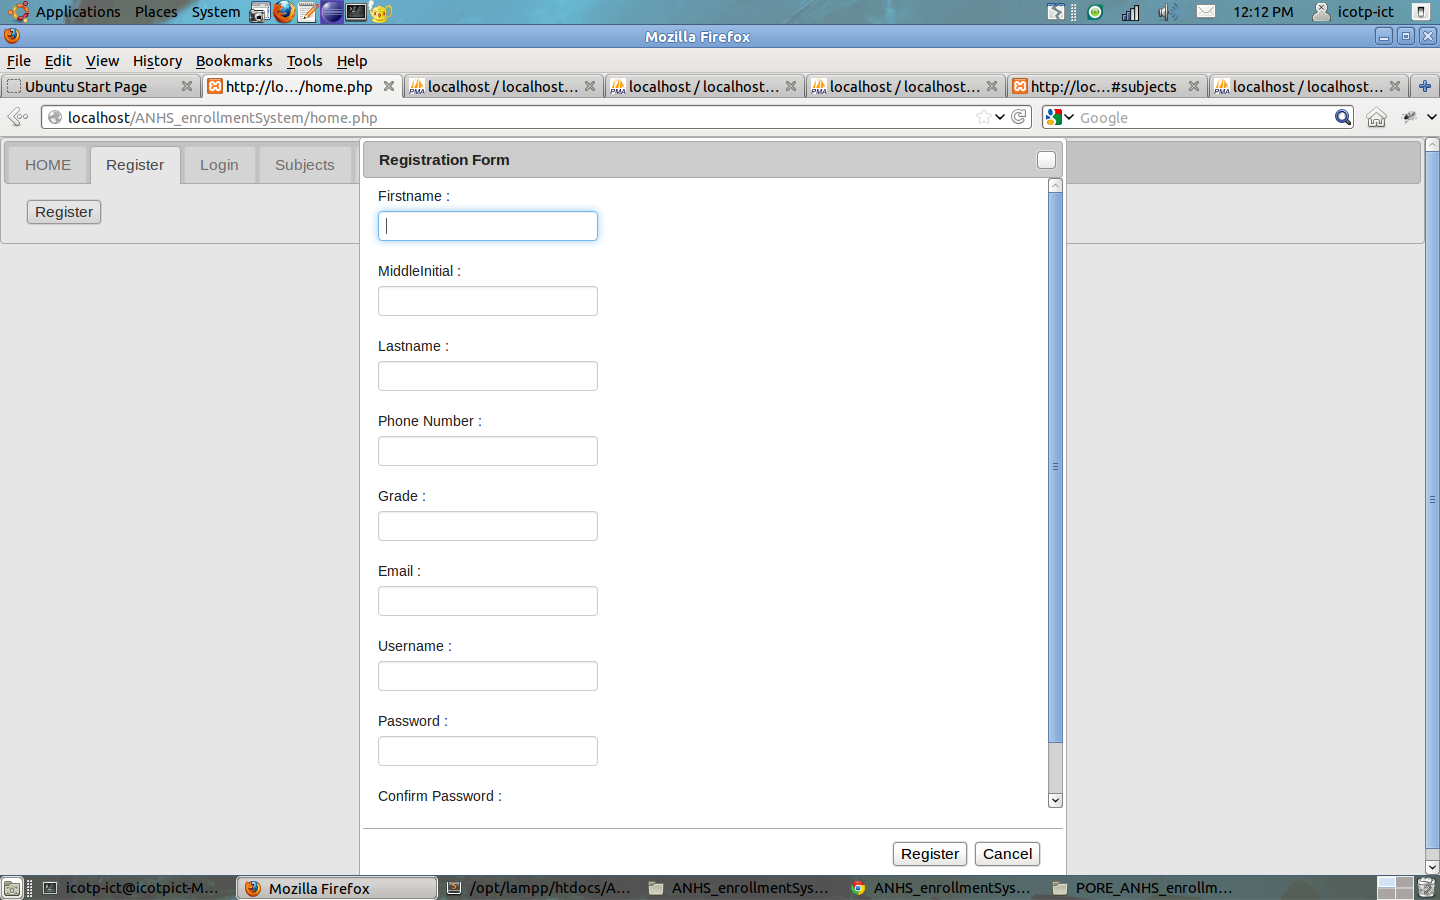 Applications Places System 12:12 PM icotp-ict
Mozilla Firefox
File Edit View History Bookmarks Tools Help
Ubuntu Start Page http://lo.../home.php localhost / localhost... localhost / localhost... localhost / localhost... http://loc...#subjects localhost / localhost...
localhost/ANHS_enrollmentSystem/home.php Google
HOME Register Login Subjects
Register
Registration Form
Firstname :
MiddleInitial :
Lastname :
Phone Number :
Grade :
Email :
Username :
Password :
Confirm Password :
Register Cancel
icotp-ict@icotpict-M... Mozilla Firefox /opt/lampp/htdocs/A... ANHS_enrollmentSys... ANHS_enrollmentSys... PORE_ANHS_enrollm...